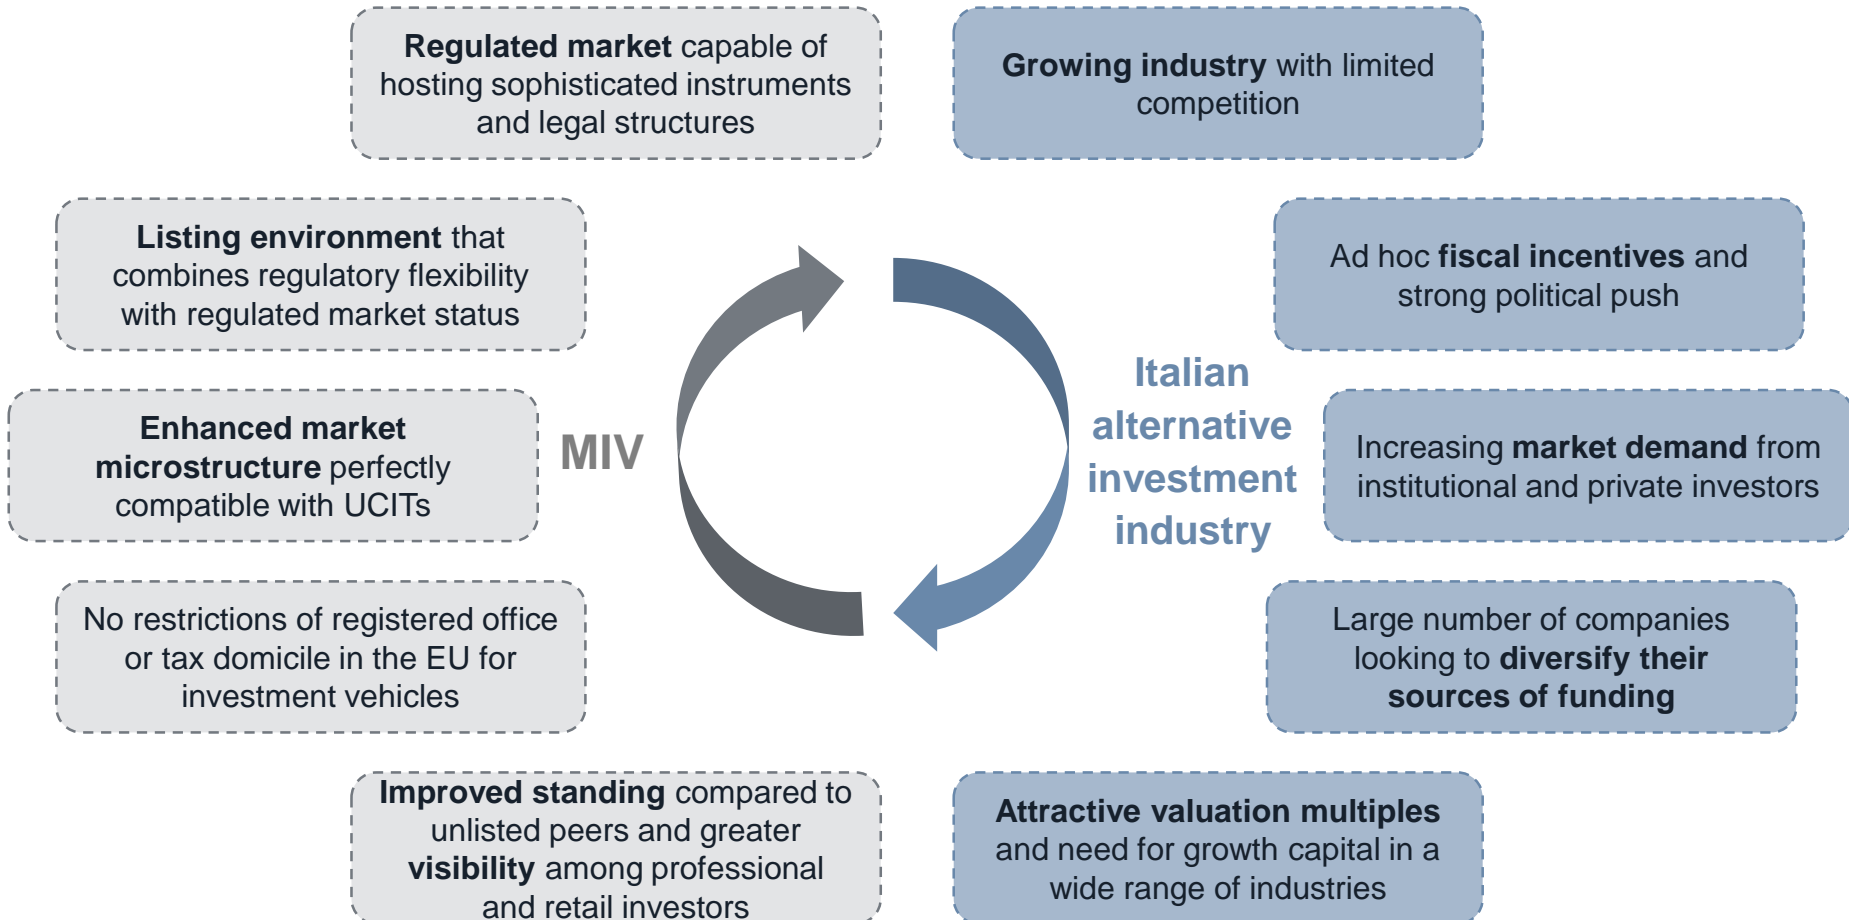 Regulated market capable of
hosting sophisticated instruments
and legal structures
Listing environment that
combines regulatory flexibility
with regulated market status
Enhanced market
microstructure perfectly
compatible with UCITs
No restrictions of registered office
or tax domicile in the EU for
investment vehicles
Improved standing compared to
unlisted peers and greater
visibility among professional
and retail investors
MIV
Italian
alternative
investment
industry
Growing industry with limited
competition
Ad hoc fiscal incentives and
strong political push
Increasing market demand from
institutional and private investors
Large number of companies
looking to diversify their
sources of funding
Attractive valuation multiples
and need for growth capital in a
wide range of industries